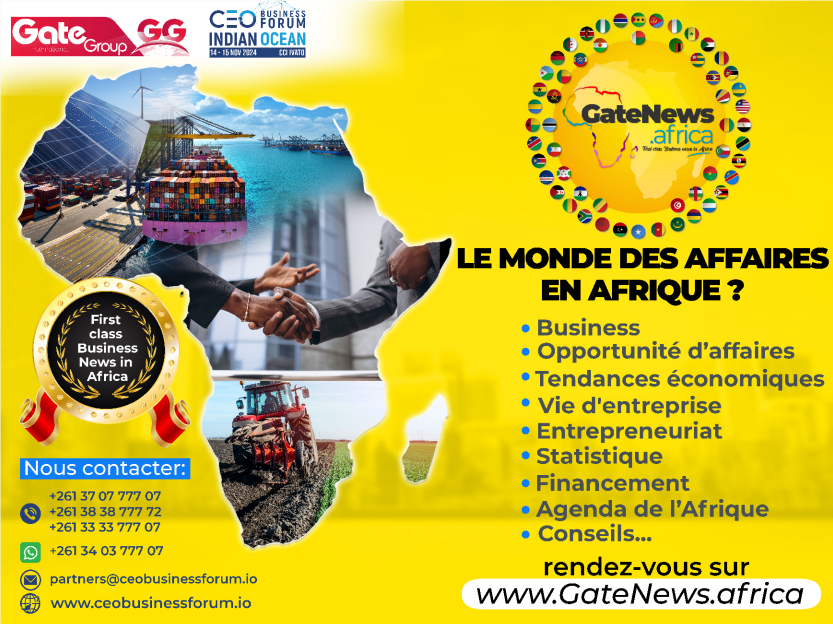 Gate
Group
GG
CEO BUSINESS
FORUM
INDIAN OCEAN
14 - 15 NOV 2024
CCI IVATO
GateNews
.africa
LE MONDE DES AFFAIRES
EN AFRIQUE ?
• Business
• Opportunité d’affaires
• Tendances économiques
• Vie d'entreprise
• Entrepreneuriat
• Statistique
• Financement
• Agenda de l’Afrique
• Conseils...
rendez-vous sur
www.GateNews.africa
First
class
Business
News in
Africa
Nous contacter:
+261 37 07 777 07
+261 38 38 777 72
+261 33 33 777 07
+261 34 03 777 07
partners@ceobusinessforum.io
www.ceobusinessforum.io